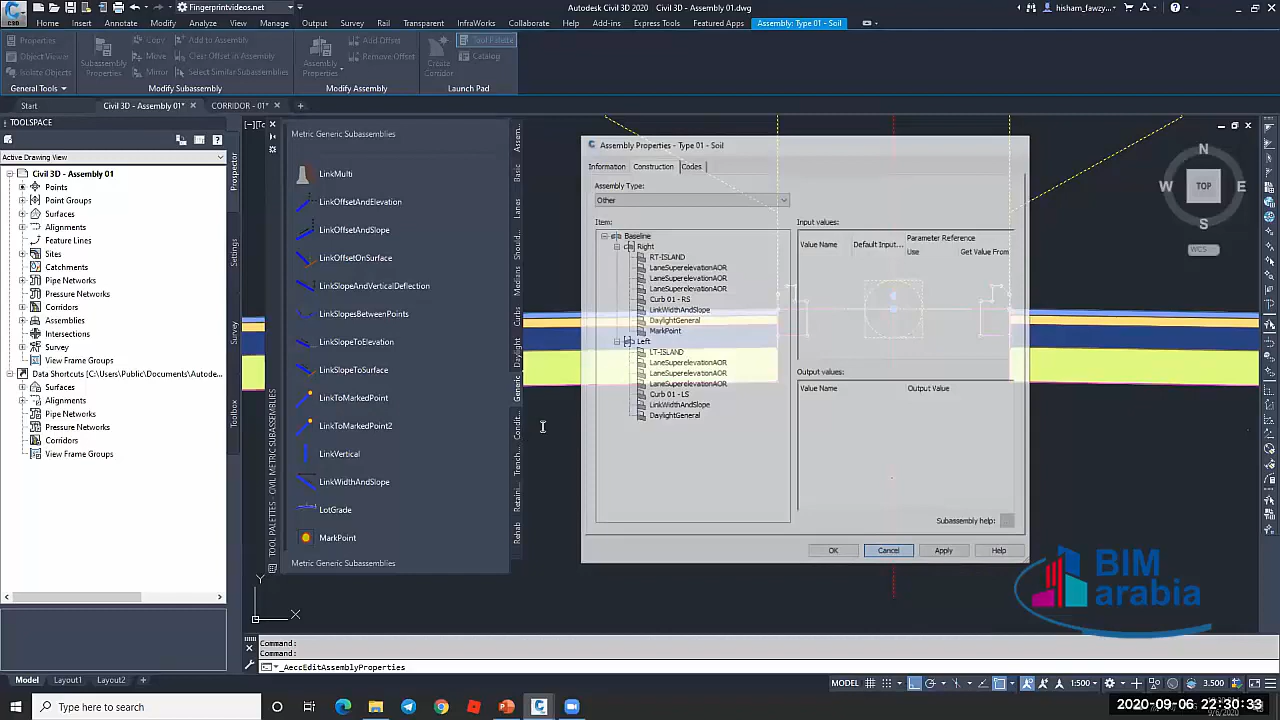 Fingerprintvideos.net
Autodesk Civil 3D 2020 Civil 3D - Assembly 01.dwg
hisham_fawzy...
Home Insert Annotate Modify Analyze View Manage Output Survey Rail Transparent InfraWorks Collaborate Help Add-ins Express Tools Featured Apps Assembly: Type 01 - Soil
Properties
Object Viewer
Isolate Objects
General Tools
Subassembly Properties
Copy
Move
Mirror
Add to Assembly
Clear Offset in Assembly
Select Similar Subassemblies
Modify Subassembly
Assembly Properties
Add Offset
Remove Offset
Modify Assembly
Create Corridor
Tool Palette
Catalog
Launch Pad
Start Civil 3D - Assembly 01* CORRIDOR - 01*
TOOLSPACE
Active Drawing View
Civil 3D - Assembly 01
Points
Point Groups
Surfaces
Alignments
Feature Lines
Sites
Catchments
Pipe Networks
Pressure Networks
Corridors
Assemblies
Intersections
Survey
View Frame Groups
Data Shortcuts [C:\Users\Public\Documents\Autode...
Surfaces
Alignments
Pipe Networks
Pressure Networks
Corridors
View Frame Groups
Prospector
Settings
Survey
Toolbox
Metric Generic Subassemblies
LinkMulti
LinkOffsetAndElevation
LinkOffsetAndSlope
LinkOffsetOnSurface
LinkSlopeAndVerticalDeflection
LinkSlopesBetweenPoints
LinkSlopeToElevation
LinkSlopeToSurface
LinkToMarkedPoint
LinkToMarkedPoint2
LinkVertical
LinkWidthAndSlope
LotGrade
MarkPoint
Metric Generic Subassemblies
TOOL PALETTES - CIVIL METRIC SUBASSEMBLIES
Assem...
Basic
Lanes
Shoul...
Medians
Curbs
Daylight
Generic
Condit...
Trench...
Retaini...
Rehab
Assembly Properties - Type 01 - Soil
Information Construction Codes
Assembly Type:
Other
Item:
Baseline
Right
RT-ISLAND
LaneSuperelevationAOR
LaneSuperelevationAOR
LaneSuperelevationAOR
Curb 01 - RS
LinkWidthAndSlope
DaylightGeneral
MarkPoint
Left
LT-ISLAND
LaneSuperelevationAOR
LaneSuperelevationAOR
LaneSuperelevationAOR
Curb 01 - LS
LinkWidthAndSlope
DaylightGeneral
Input values:
Value Name Default Input... Parameter Reference
Use Get Value From
Output values:
Value Name Output Value
Subassembly help:
OK Cancel Apply Help
N
W TOP E
S
WCS
BIM
arabia
Y
X
Command:
Command:
_AeccEditAssemblyProperties
Model Layout1 Layout2
MODEL 1:500 3.500
Type here to search
2020-09-06 22:30:33